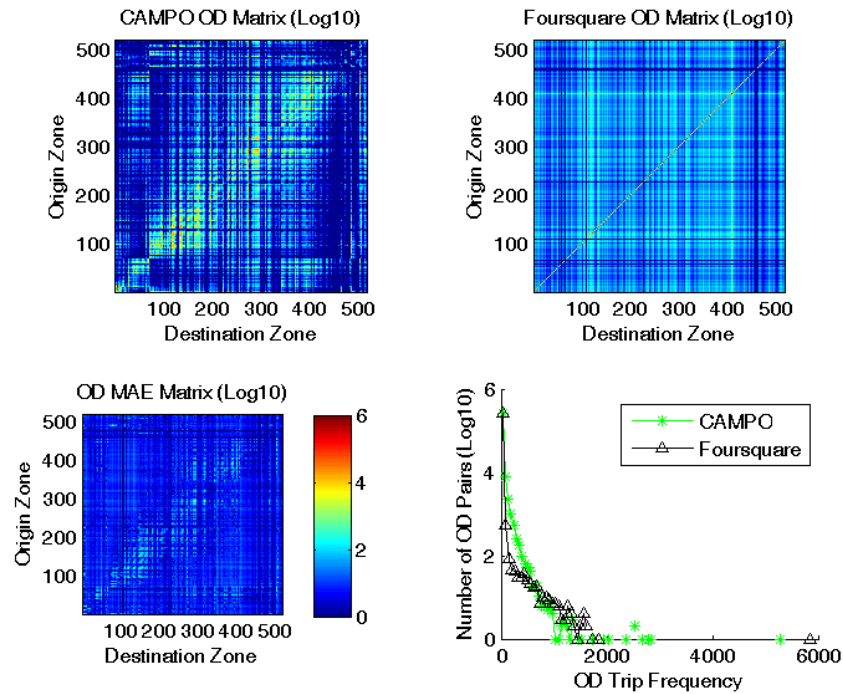 CAMPO OD Matrix (Log10)
Origin Zone
500
400
300
200
100
100 200 300 400 500
Destination Zone
Foursquare OD Matrix (Log10)
Origin Zone
500
400
300
200
100
100 200 300 400 500
Destination Zone
OD MAE Matrix (Log10)
Origin Zone
500
400
300
200
100
100 200 300 400 500
Destination Zone
6
4
2
0
Number of OD Pairs (Log10)
6
4
2
0
0 2000 4000 6000
OD Trip Frequency
CAMPO
Foursquare